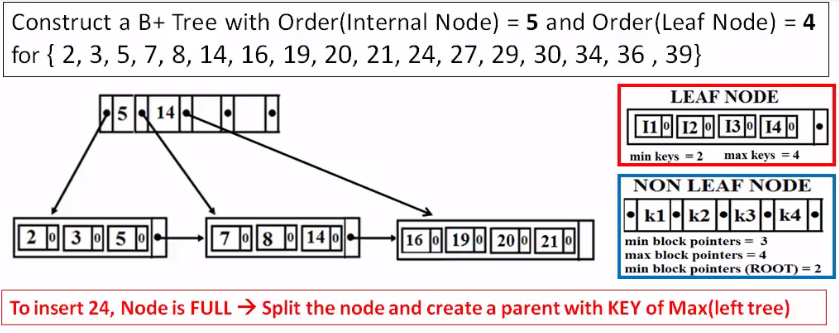 Construct a B+ Tree with Order(Internal Node) = 5 and Order(Leaf Node) = 4
for { 2, 3, 5, 7, 8, 14, 16, 19, 20, 21, 24, 27, 29, 30, 34, 36 , 39}
5 14
LEAF NODE
I1 0 I2 0 I3 0 I4 0
min keys = 2 max keys = 4
NON LEAF NODE
k1 k2 k3 k4
min block pointers = 3
max block pointers = 4
min block pointers (ROOT) = 2
2 0 3 0 5 0 7 0 8 0 14 0 16 0 19 0 20 0 21 0
To insert 24, Node is FULL → Split the node and create a parent with KEY of Max(left tree)